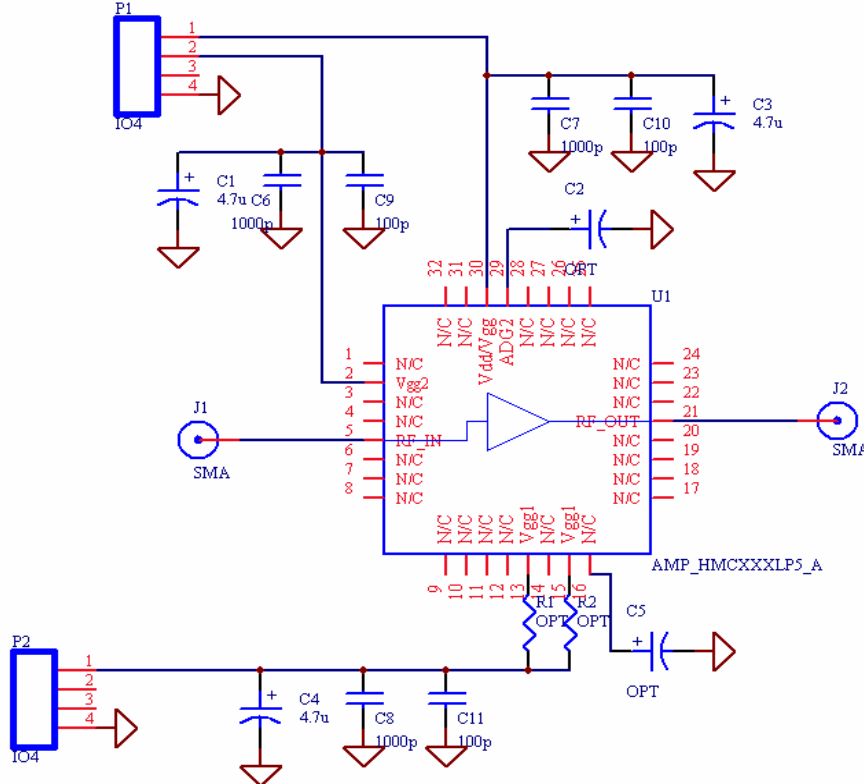 P1
1
2
3
4
IO4
C1
4.7u
C6
1000p
C9
100p
C7
1000p
C10
100p
C3
4.7u
C2
OPT
32
31
30
29
28
27
26
25
N/C
N/C
Vdd/Vgg
ADG2
N/C
N/C
N/C
N/C
U1
1 N/C
2 Vgg2
3 N/C
4 N/C
5 RF_IN
6 N/C
7 N/C
8 N/C
N/C 24
N/C 23
N/C 22
RF_OUT 21
N/C 20
N/C 19
N/C 18
N/C 17
J1
SMA
J2
SMA
N/C
N/C
N/C
N/C
Vgg1
N/C
Vgg1
N/C
9
10
11
12
13
14
15
16
AMP_HMCXXXLP5_A
R1
OPT
R2
OPT
C5
OPT
P2
1
2
3
4
IO4
C4
4.7u
C8
1000p
C11
100p